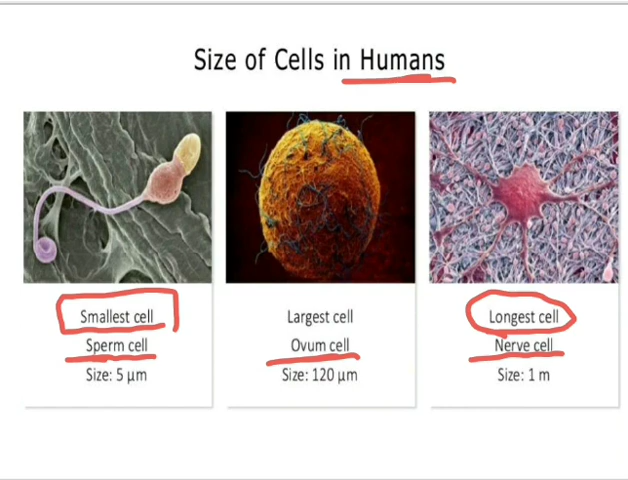 Size of Cells in Humans
Smallest cell
Sperm cell
Size: 5 μm
Largest cell
Ovum cell
Size: 120 μm
Longest cell
Nerve cell
Size: 1 m